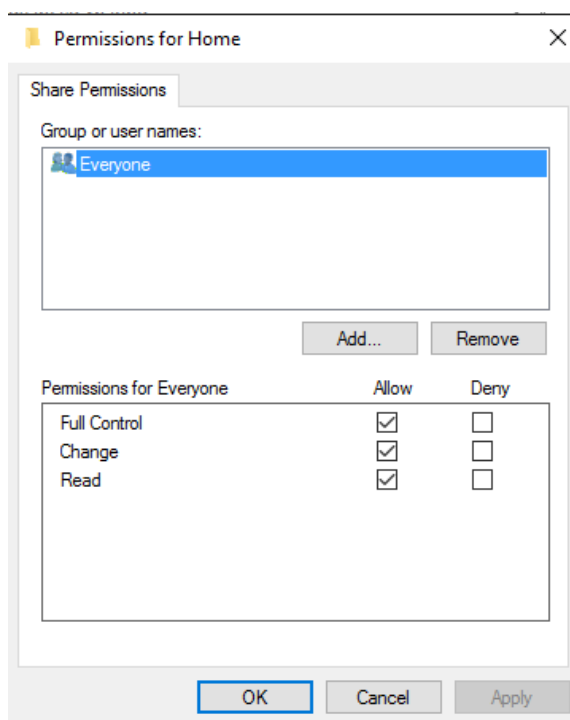 Permissions for Home
Share Permissions
Group or user names:
Everyone
Add... Remove
Permissions for Everyone Allow Deny
Full Control
Change
Read
OK Cancel Apply